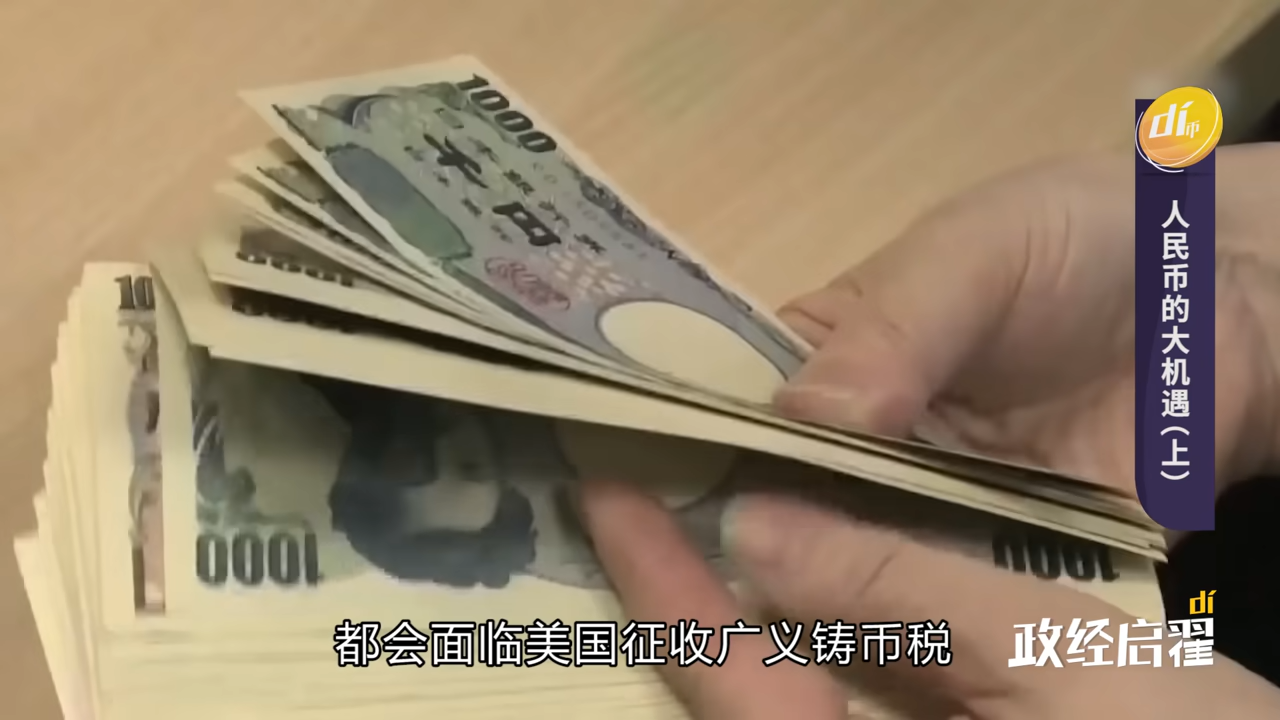 1000
千
円
10
1000
1000
dí币
人民币的大机遇(上)
都会面临美国征收广义铸币税
dí
政经启翟